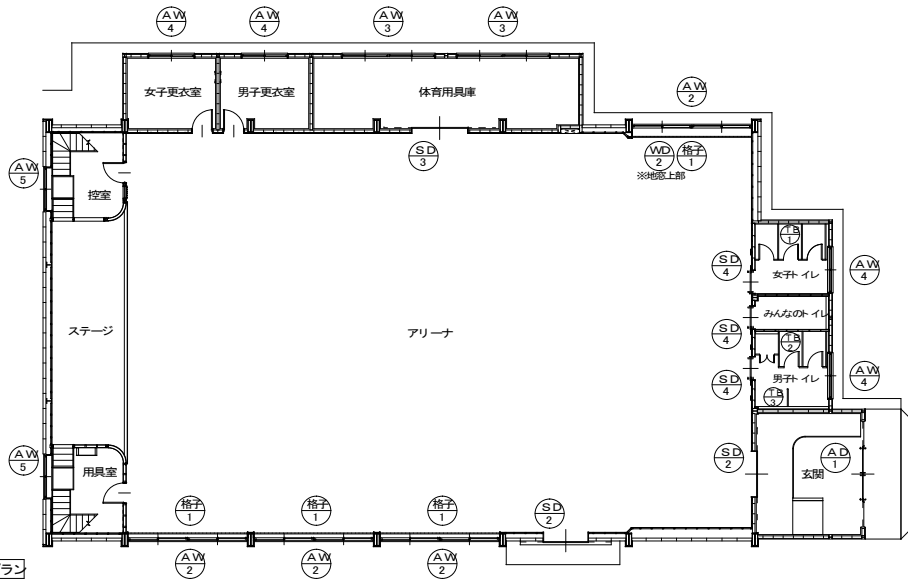 AW
4
AW
4
AW
3
AW
3
AW
2
女子更衣室
男子更衣室
体育用具庫
SD
3
WD
2
格子
1
※地窓上部
AW
5
控室
TB
1
SD
4
女子トイレ
AW
4
ステージ
アリーナ
みんなのトイレ
SD
4
TB
2
男子トイレ
SD
4
TB
3
AW
4
AW
5
用具室
SD
2
玄関
AD
1
格子
1
格子
1
格子
1
SD
2
AW
2
AW
2
AW
2
ラン